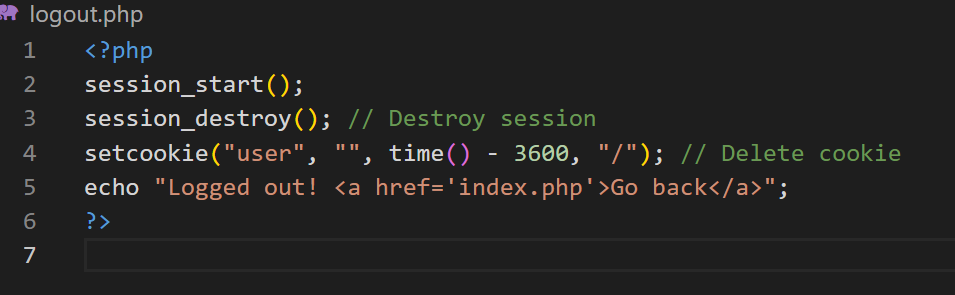 logout.php
1 <?php
2 session_start();
3 session_destroy(); // Destroy session
4 setcookie("user", "", time() - 3600, "/"); // Delete cookie
5 echo "Logged out! <a href='index.php'>Go back</a>";
6 ?>
7